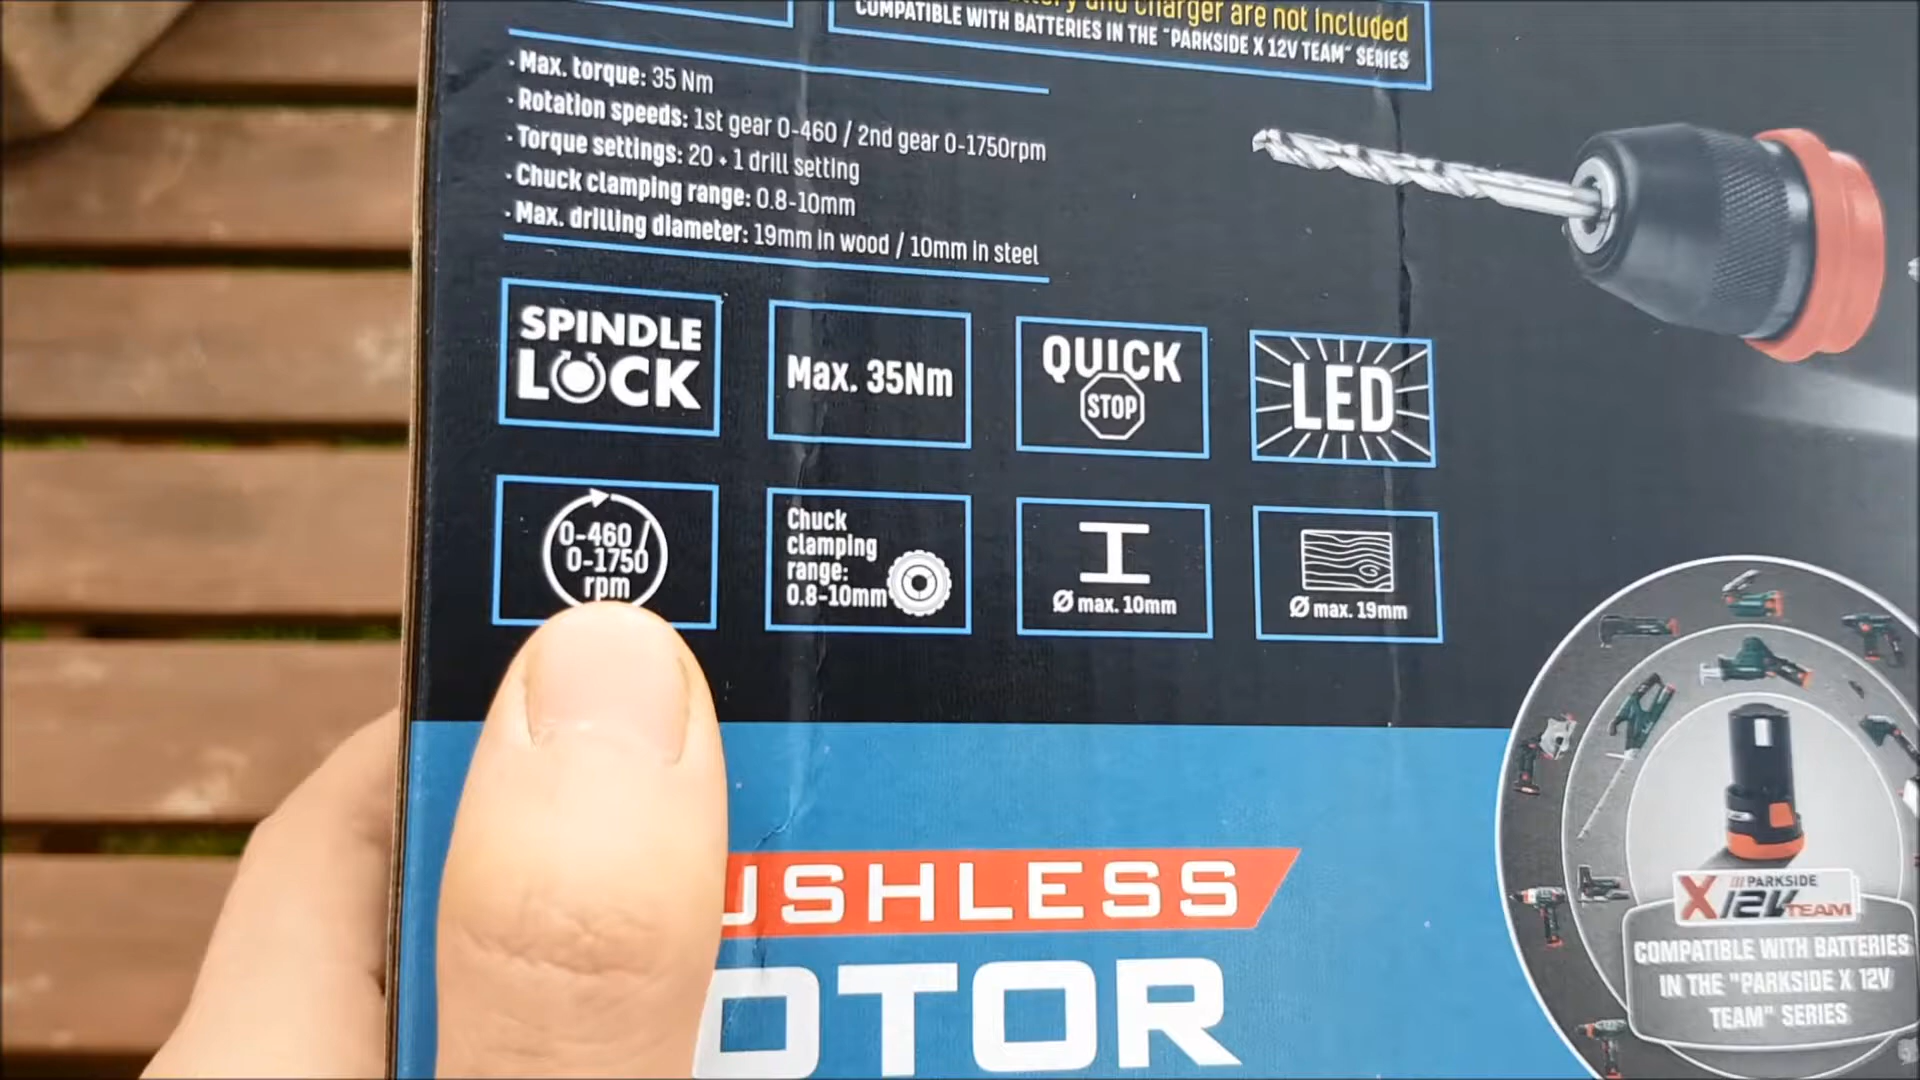 and charger are not included
COMPATIBLE WITH BATTERIES IN THE "PARKSIDE X 12V TEAM" SERIES
· Max. torque: 35 Nm
· Rotation speeds: 1st gear 0-460 / 2nd gear 0-1750rpm
· Torque settings: 20 + 1 drill setting
· Chuck clamping range: 0.8-10mm
· Max. drilling diameter: 19mm in wood / 10mm in steel
SPINDLE
LOCK
Max. 35Nm
QUICK
STOP
LED
0-460 /
0-1750
rpm
Chuck
clamping
range:
0.8-10mm
Ø max. 10mm
Ø max. 19mm
USHLESS
OTOR
PARKSIDE
X12V TEAM
COMPATIBLE WITH BATTERIES
IN THE "PARKSIDE X 12V
TEAM" SERIES